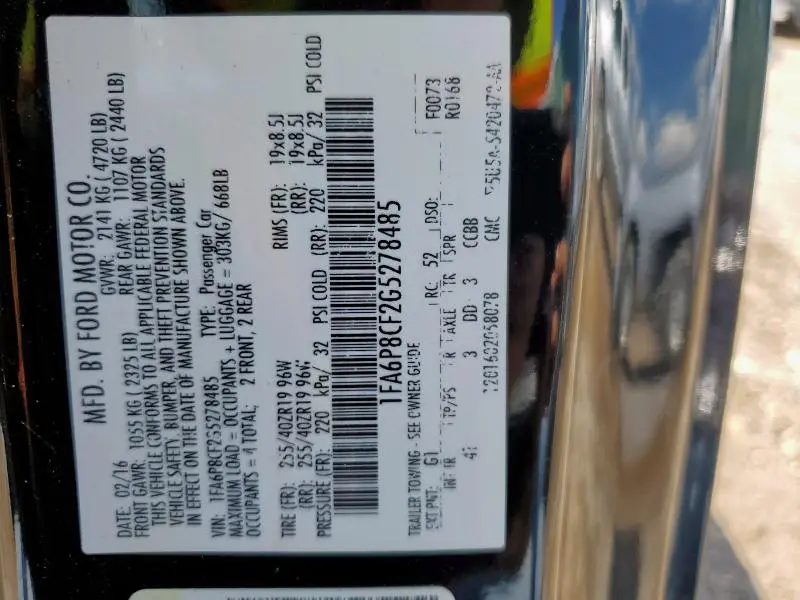 MFD. BY FORD MOTOR CO.
DATE: 02/16 GVWR: 2141 KG ( 4720 LB)
FRONT GAWR: 1055 KG ( 2325 LB) REAR GAWR: 1107 KG ( 2440 LB)
THIS VEHICLE CONFORMS TO ALL APPLICABLE FEDERAL MOTOR
VEHICLE SAFETY, BUMPER, AND THEFT PREVENTION STANDARDS
IN EFFECT ON THE DATE OF MANUFACTURE SHOWN ABOVE.
VIN: 1FA6P8CF2G5278485 TYPE: Passenger Car
MAXIMUM LOAD = OCCUPANTS + LUGGAGE = 303KG/ 668LB
OCCUPANTS = 4 TOTAL; 2 FRONT, 2 REAR
TIRE (FR): 255/40ZR19 96W RIMS (FR): 19x8.5J
(RR): 255/40ZR19 96W (RR): 19x8.5J
PRESSURE (FR): 220 kPa/ 32 PSI COLD (RR): 220 kPa/ 32 PSI COLD
1FA6P8CF2G5278485
TRAILER TOWING - SEE OWNER GUIDE
F0073
EXT PNT: G1 RC: 52 DSO: R0168
INT TR TP/PS R AXLE TR SPR
4 3 DD 3 CCBB
CMC